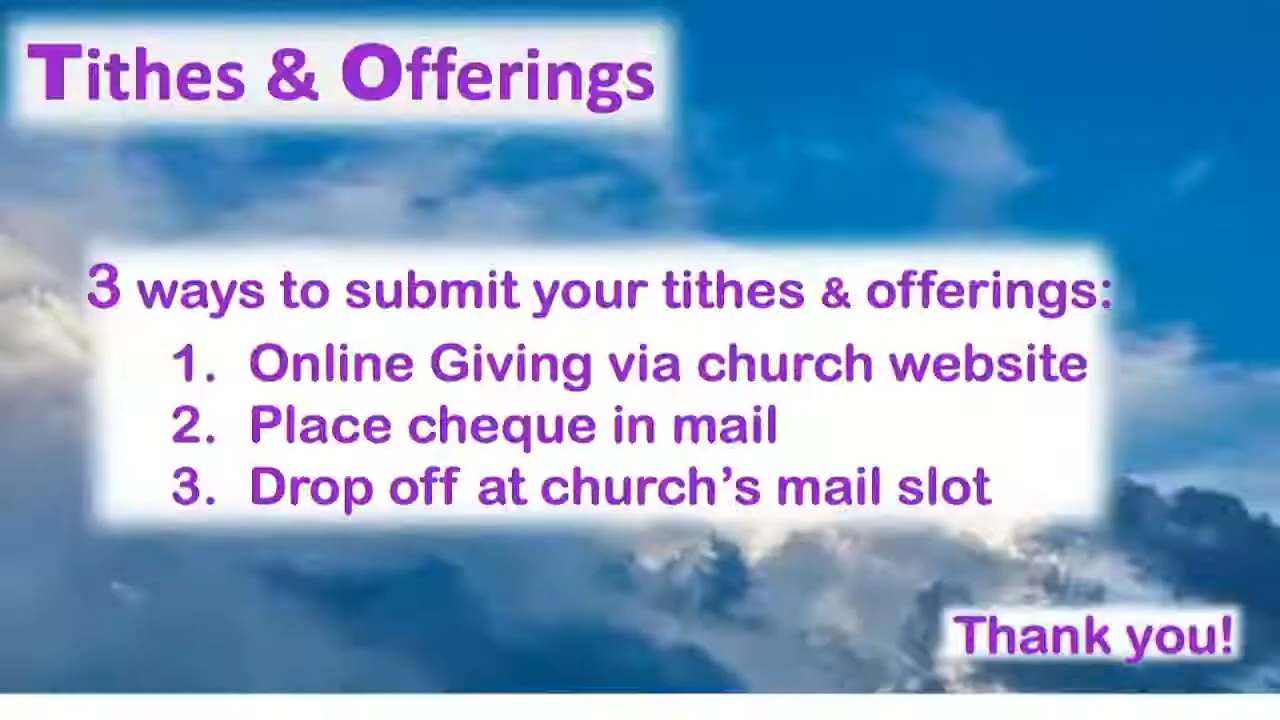 Tithes & Offerings
3 ways to submit your tithes & offerings:
1. Online Giving via church website
2. Place cheque in mail
3. Drop off at church’s mail slot
Thank you!